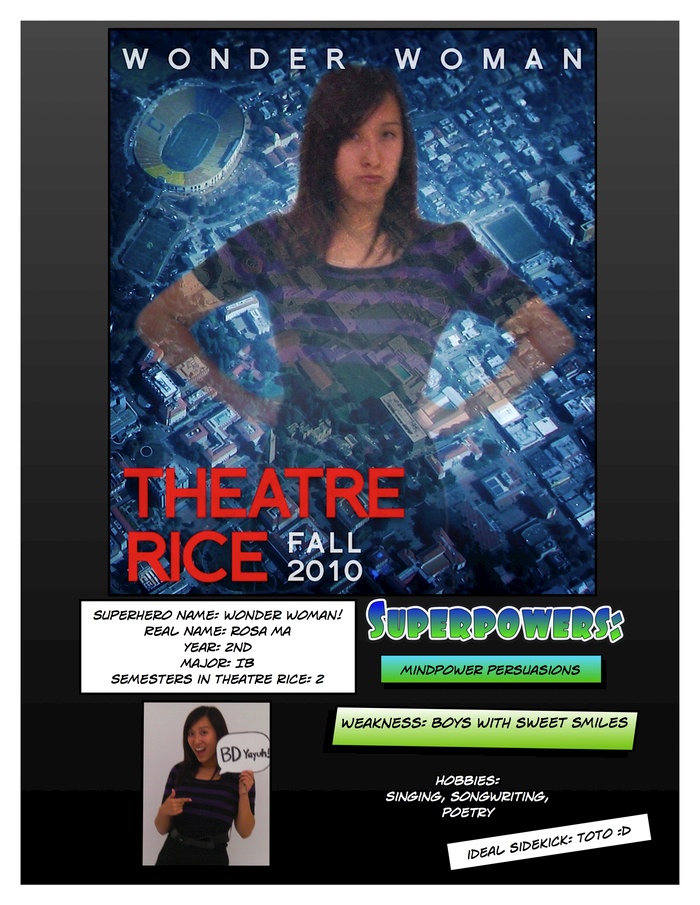 WONDER WOMAN
THEATRE
RICE FALL
2010
SUPERHERO NAME: WONDER WOMAN!
REAL NAME: ROSA MA
YEAR: 2ND
MAJOR: IB
SEMESTERS IN THEATRE RICE: 2
SUPERPOWERS:
MINDPOWER PERSUASIONS
WEAKNESS: BOYS WITH SWEET SMILES
BD Yayuh!
HOBBIES:
SINGING, SONGWRITING,
POETRY
IDEAL SIDEKICK: TOTO :D